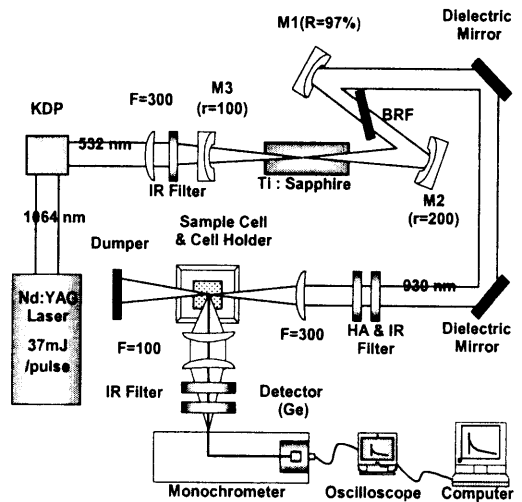 M1(R=97%)
Dielectric
Mirror
M3
(r=100)
F=300
KDP
BRF
532 nm
IR Filter
Ti : Sapphire
M2
(r=200)
1064 nm
Sample Cell
& Cell Holder
Dumper
930 nm
Nd:YAG
Laser
37mJ
/pulse
F=100
F=300
HA & IR
Filter
Dielectric
Mirror
IR Filter
Detector
(Ge)
Monochrometer
Oscilloscope
Computer